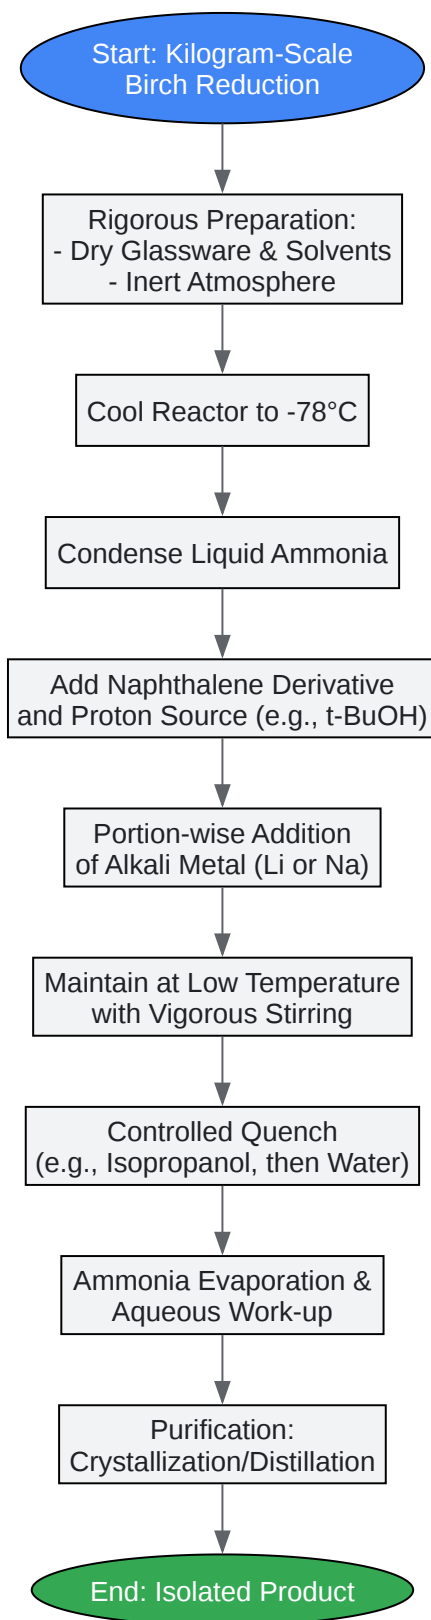 Start: Kilogram-Scale
Birch Reduction
Rigorous Preparation:
- Dry Glassware & Solvents
- Inert Atmosphere
Cool Reactor to -78°C
Condense Liquid Ammonia
Add Naphthalene Derivative
and Proton Source (e.g., t-BuOH)
Portion-wise Addition
of Alkali Metal (Li or Na)
Maintain at Low Temperature
with Vigorous Stirring
Controlled Quench
(e.g., Isopropanol, then Water)
Ammonia Evaporation &
Aqueous Work-up
Purification:
Crystallization/Distillation
End: Isolated Product